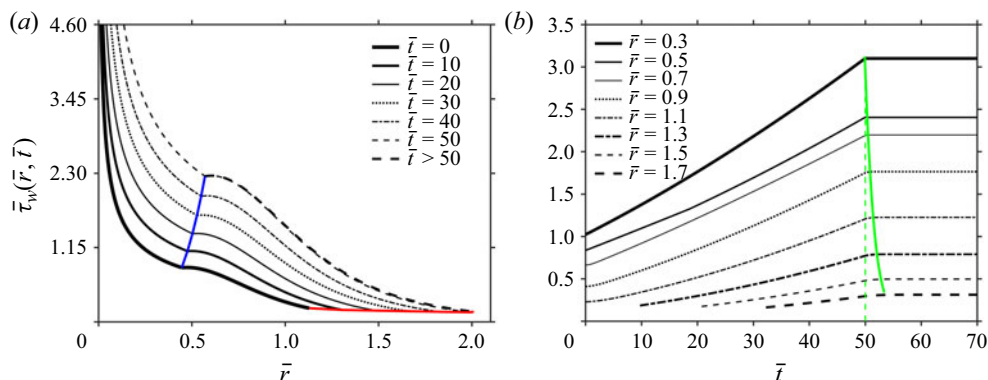 (a)
4.60
3.45
2.30
1.15
τ̄w(r̄, t̄)
t̄ = 0
t̄ = 10
t̄ = 20
t̄ = 30
t̄ = 40
t̄ = 50
t̄ > 50
0
0.5
1.0
1.5
2.0
r̄
(b)
3.5
3.0
2.5
2.0
1.5
1.0
0.5
r̄ = 0.3
r̄ = 0.5
r̄ = 0.7
r̄ = 0.9
r̄ = 1.1
r̄ = 1.3
r̄ = 1.5
r̄ = 1.7
0
10
20
30
40
50
60
70
t̄